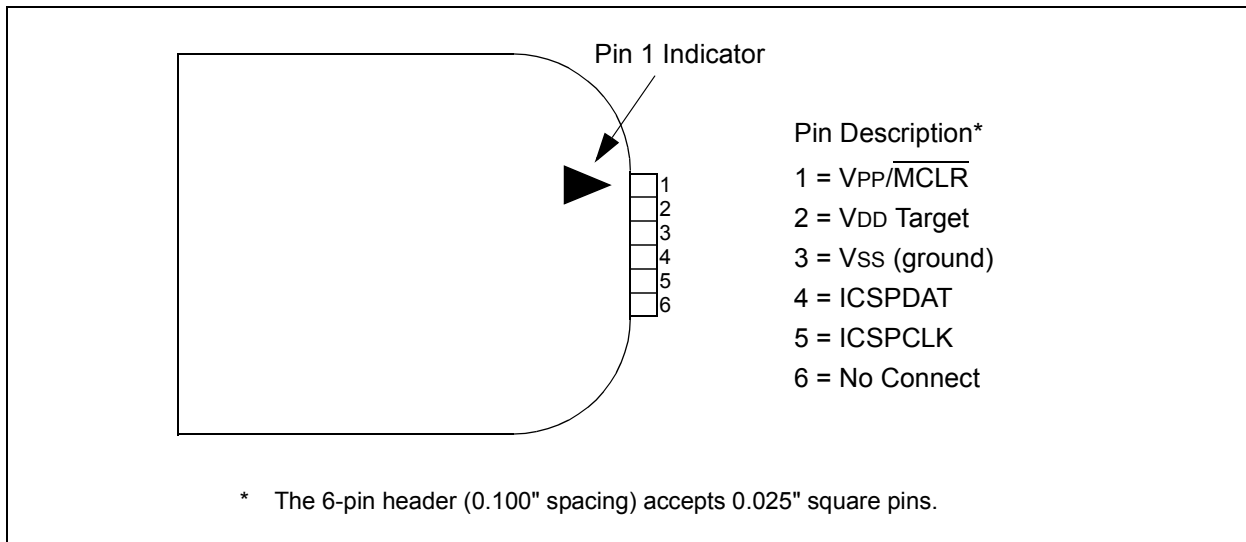 Pin 1 Indicator
Pin Description*
1 = VPP/M̅C̅L̅R̅
2 = VDD Target
3 = VSS (ground)
4 = ICSPDAT
5 = ICSPCLK
6 = No Connect
1
2
3
4
5
6
* The 6-pin header (0.100" spacing) accepts 0.025" square pins.